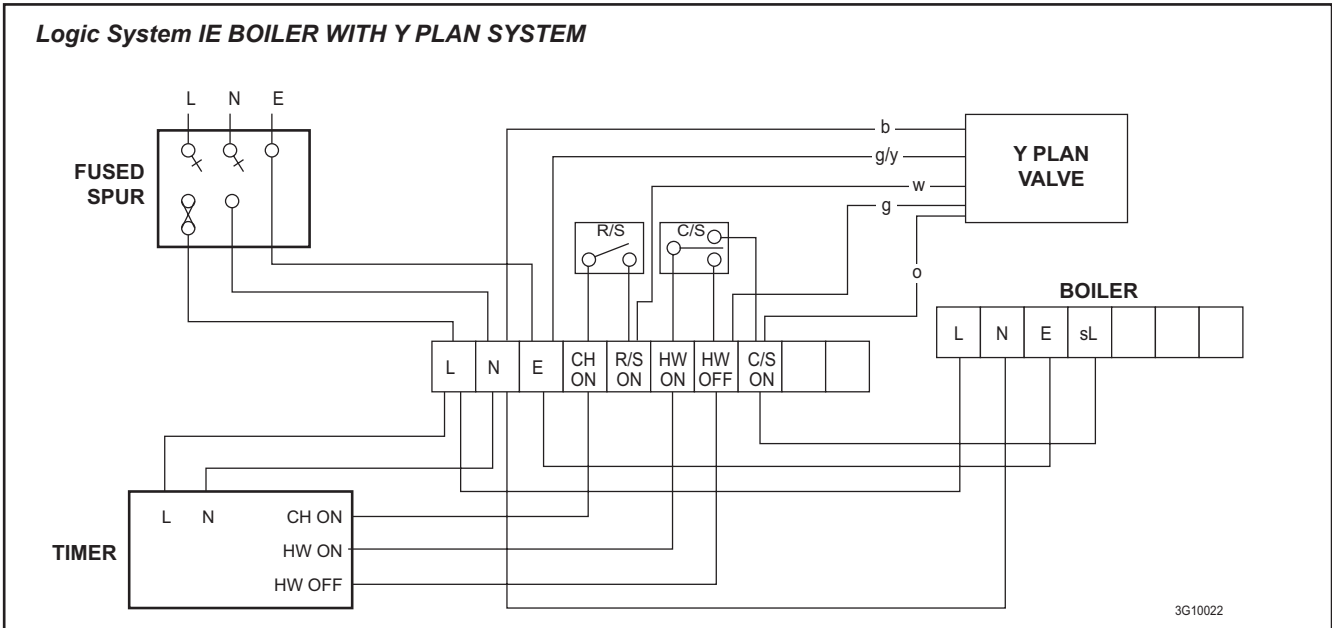 Logic System IE BOILER WITH Y PLAN SYSTEM
L N E
FUSED
SPUR
b
g/y
w
g
o
Y PLAN
VALVE
R/S
C/S
BOILER
L N E sL
L N E CH ON R/S ON HW ON HW OFF C/S ON
TIMER
L N CH ON
HW ON
HW OFF
3G10022